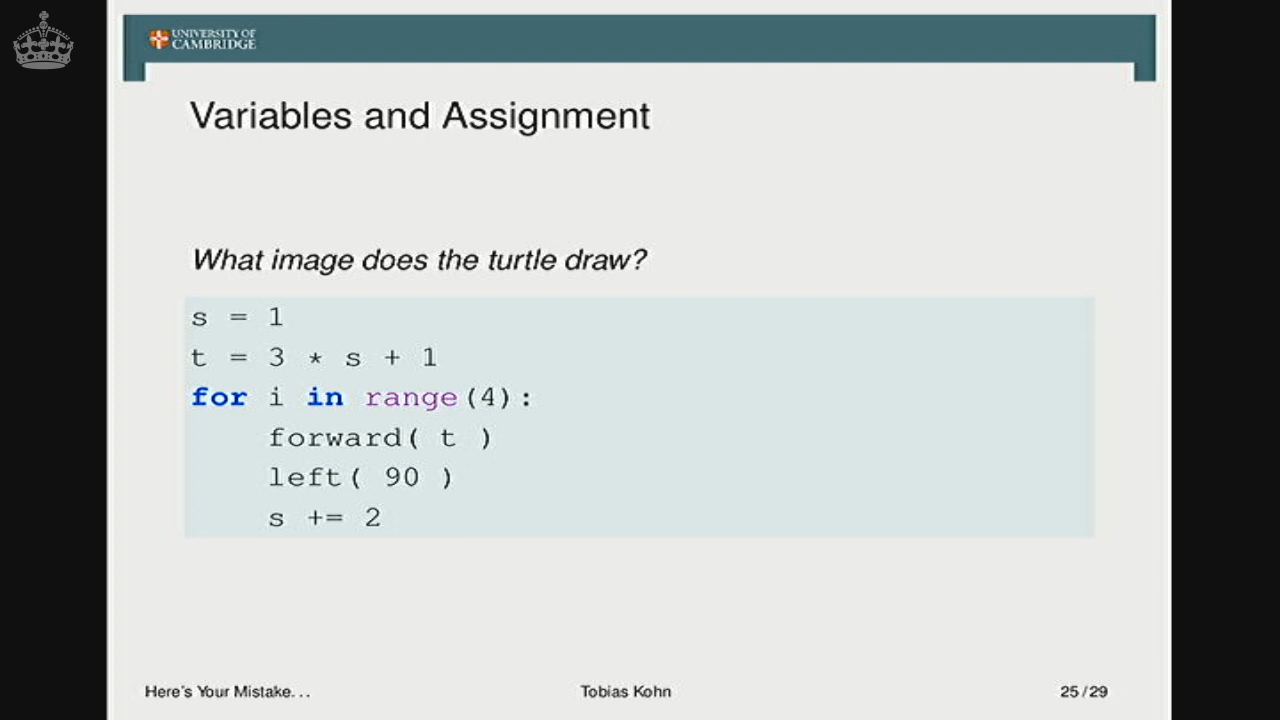 UNIVERSITY OF
CAMBRIDGE
Variables and Assignment
What image does the turtle draw?
s = 1
t = 3 * s + 1
for i in range(4):
    forward( t )
    left( 90 )
    s += 2
Here's Your Mistake...
Tobias Kohn
25/29